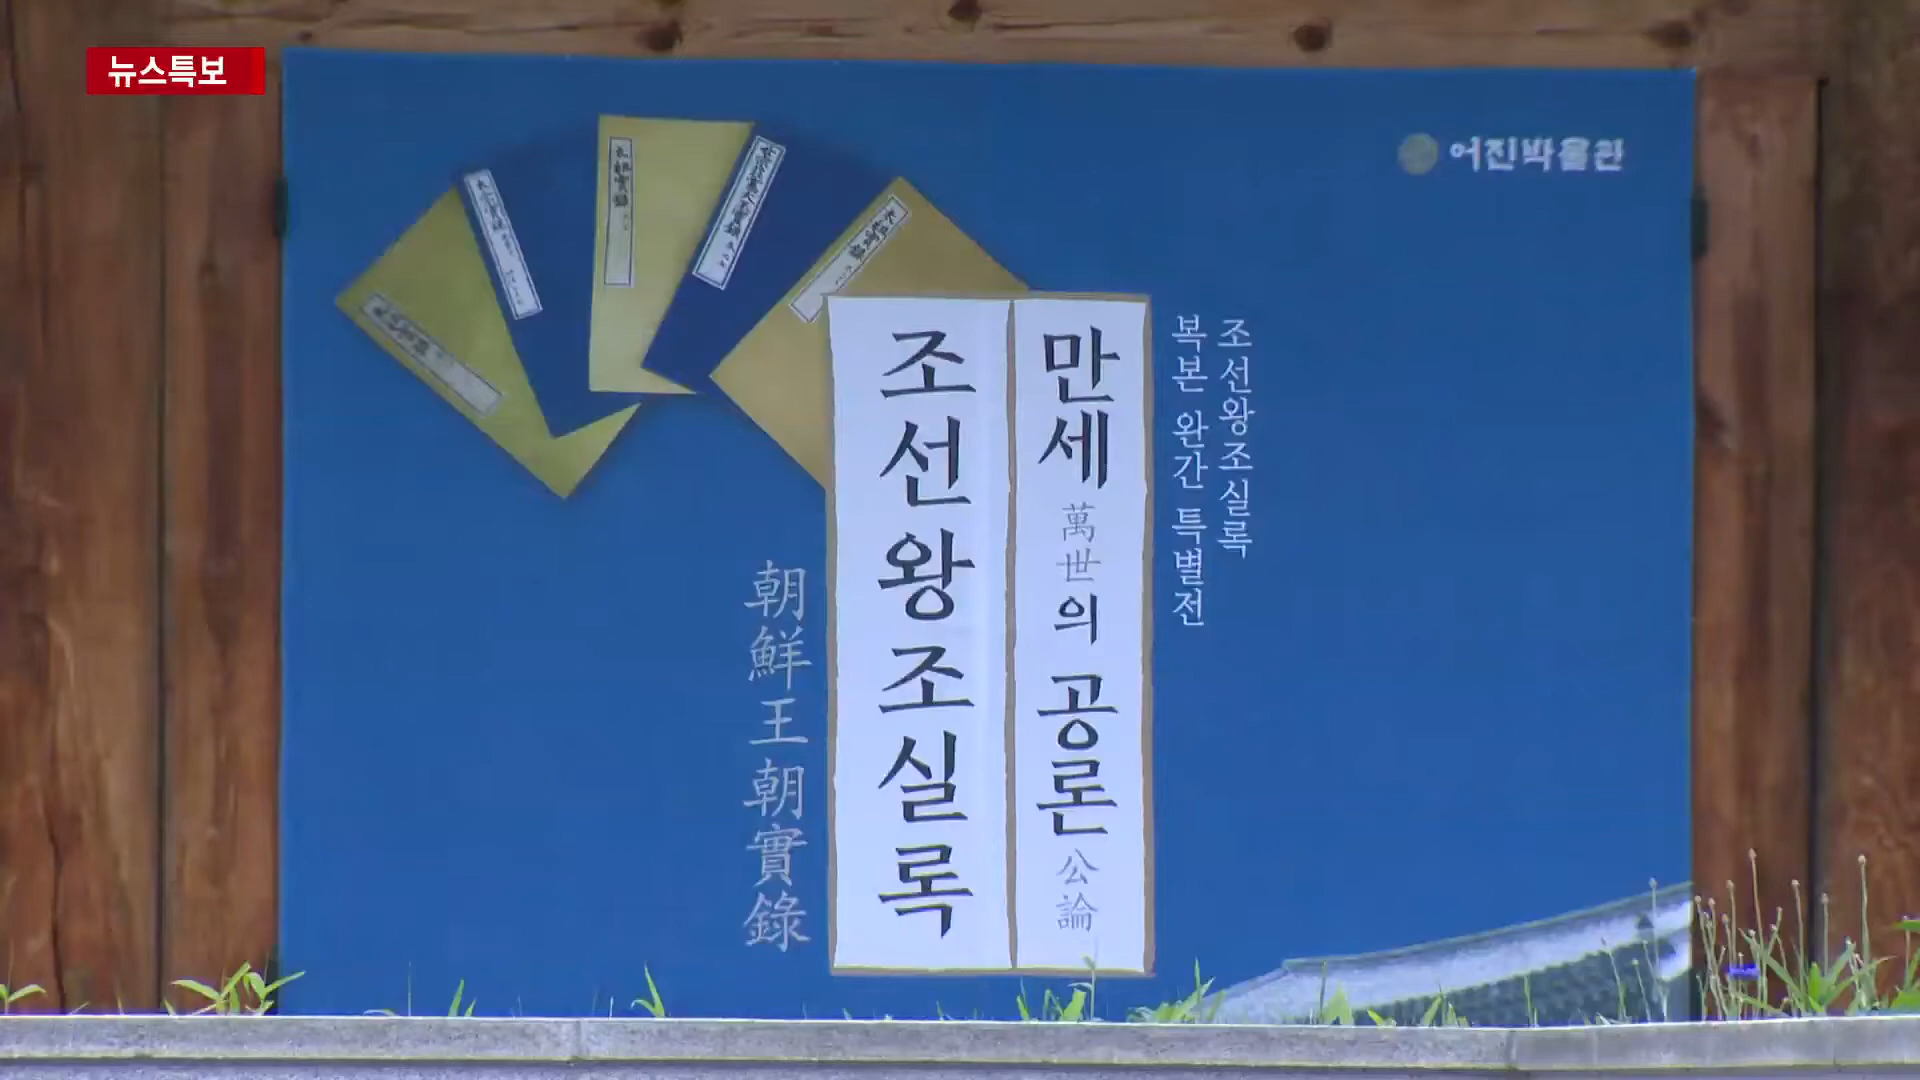 뉴스특보
어진박물관
조선왕조실록
복본 완간 특별전
만세萬世의 공론公論
조선왕조실록
朝鮮王朝實錄